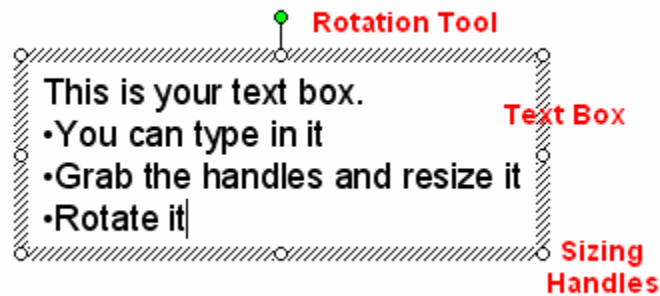 Rotation Tool
This is your text box.
•You can type in it
Text Box
•Grab the handles and resize it
•Rotate it
Sizing
Handles